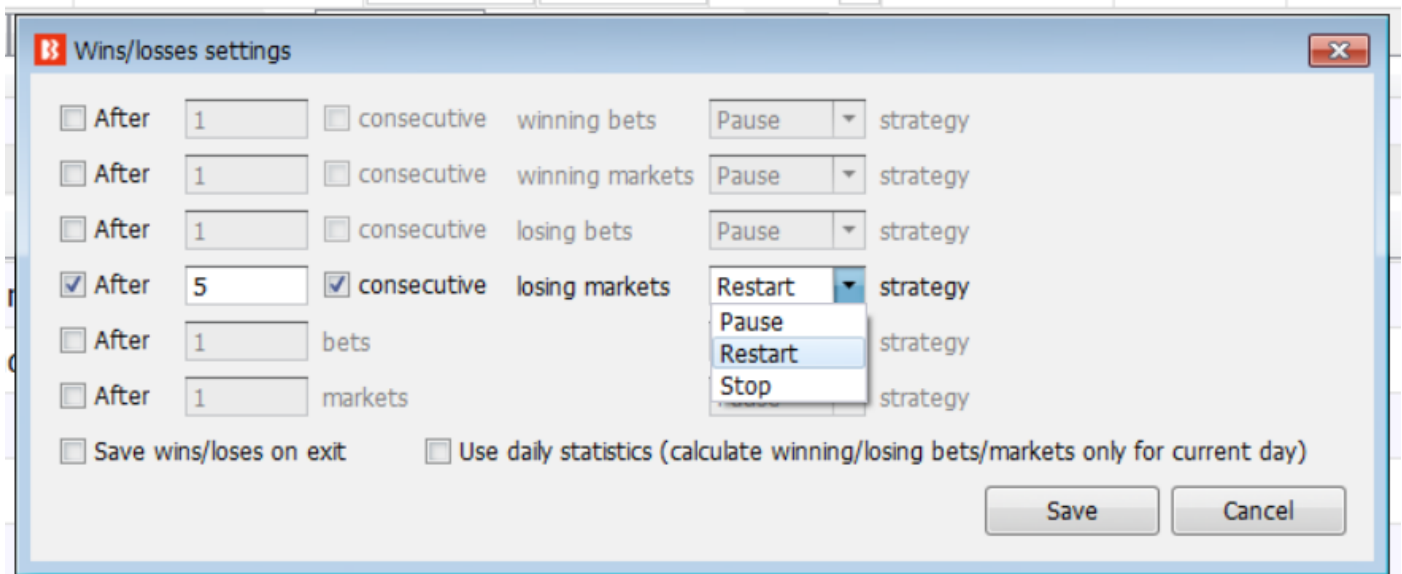 Wins/losses settings
After 1 consecutive winning bets Pause strategy
After 1 consecutive winning markets Pause strategy
After 1 consecutive losing bets Pause strategy
After 5 consecutive losing markets Restart strategy
Pause
After 1 bets strategy
Restart
Stop
After 1 markets strategy
Save wins/loses on exit Use daily statistics (calculate winning/losing bets/markets only for current day)
Save Cancel